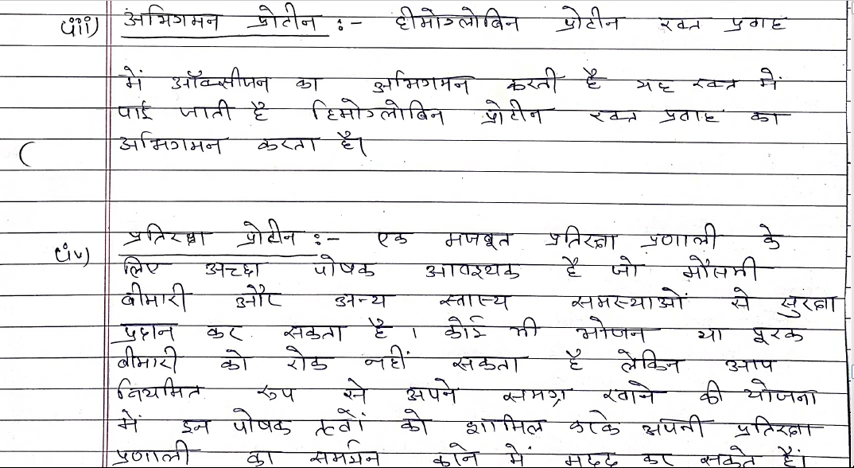 (iii) अभिगमन प्रोटीन :- हीमोग्लोबिन प्रोटीन रक्त प्रवाह
में ऑक्सीजन का अभिगमन करती है यह रक्त में
पाई जाती है हिमोग्लोबिन प्रोटीन रक्त प्रवाह का
अभिगमन करता है।
(iv) प्रतिरक्षा प्रोटीन :- एक मजबूत प्रतिरक्षा प्रणाली के
लिए अच्छा पोषक आवश्यक है जो मौसमी
बीमारी और अन्य स्वास्थ्य समस्याओं से सुरक्षा
प्रदान कर सकता है । कोई भी भोजन या पूरक
बीमारी को रोक नहीं सकता है लेकिन आप
नियमित रूप से अपने समग्र खाने की योजना
में इन पोषक तत्वों को शामिल करके अपनी प्रतिरक्षा
प्रणाली का समर्थन करने में मदद कर सकते हैं।